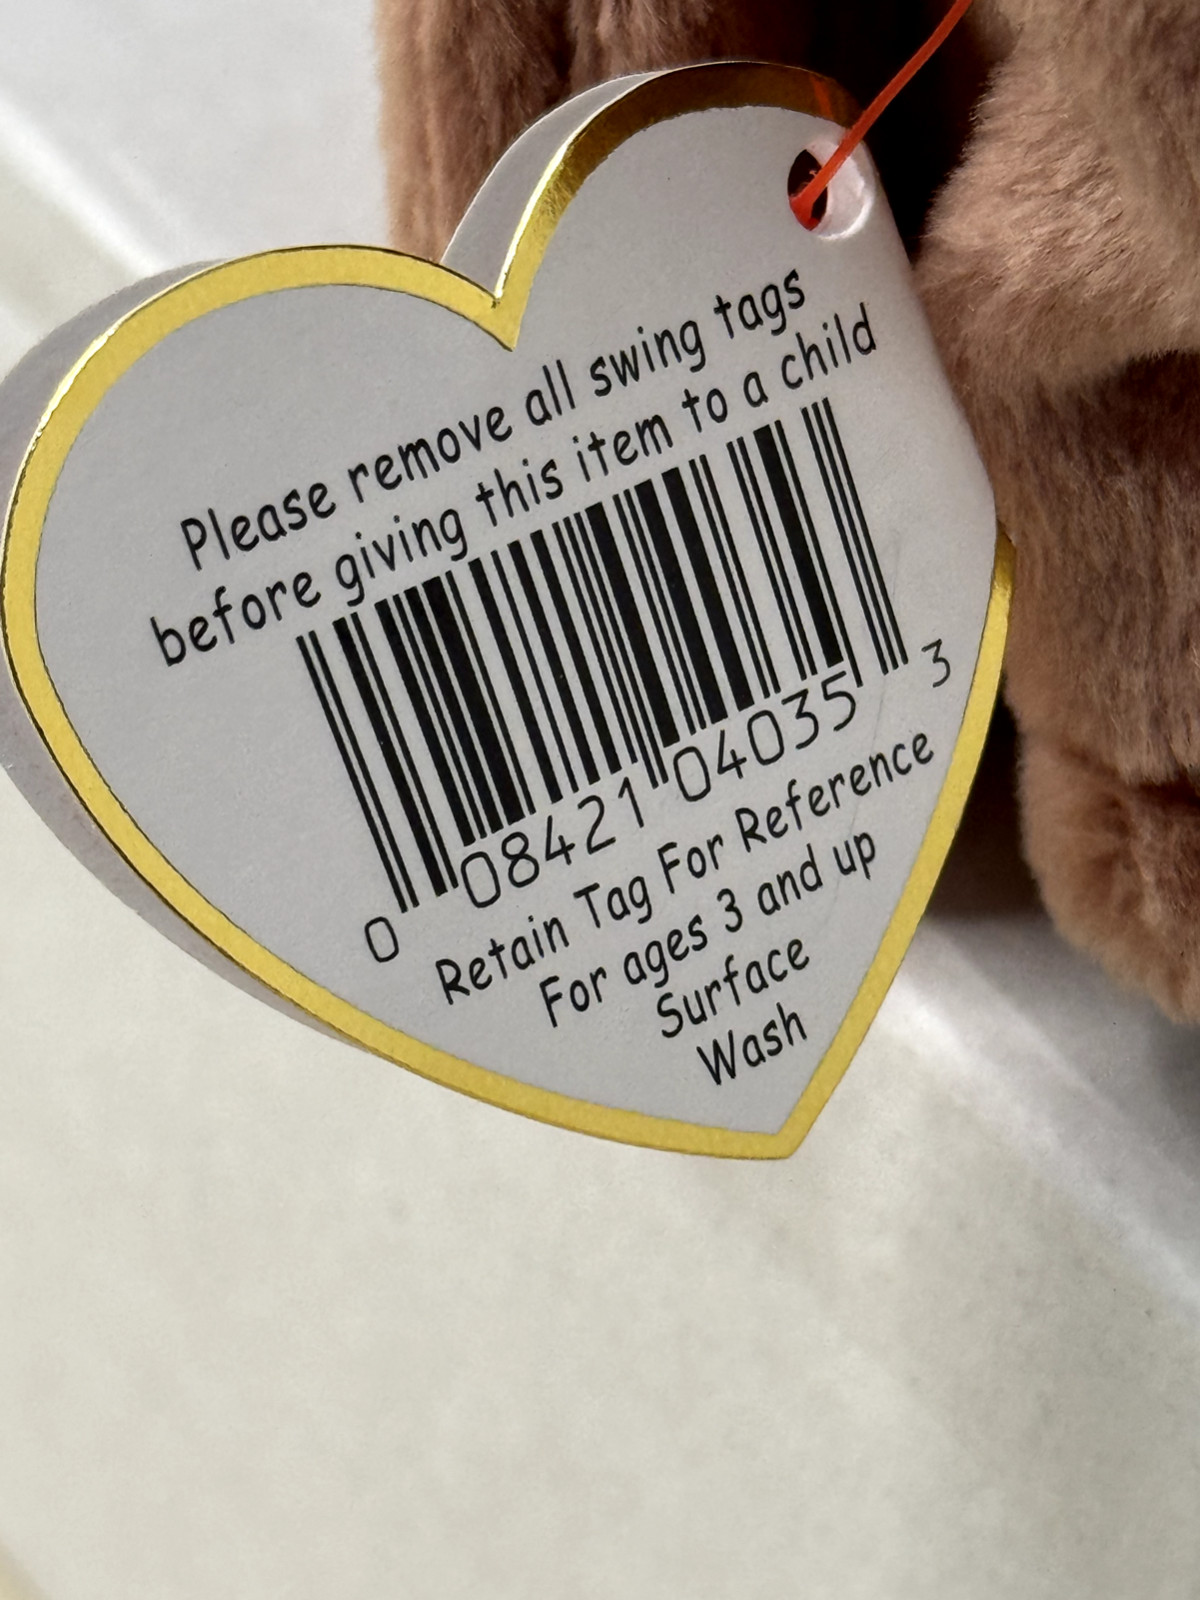 Please remove all swing tags
before giving this item to a child
0 08421 04035 3
Retain Tag For Reference
For ages 3 and up
Surface
Wash